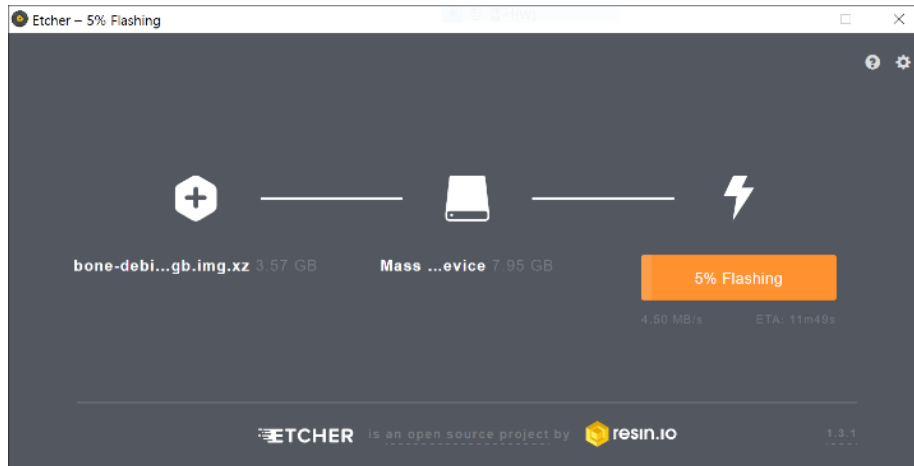 Etcher – 5% Flashing
bone-debi...gb.img.xz 3.57 GB
Mass ...evice 7.95 GB
5% Flashing
4.50 MB/s ETA: 11m49s
ETCHER is an open source project by resin.io 1.3.1